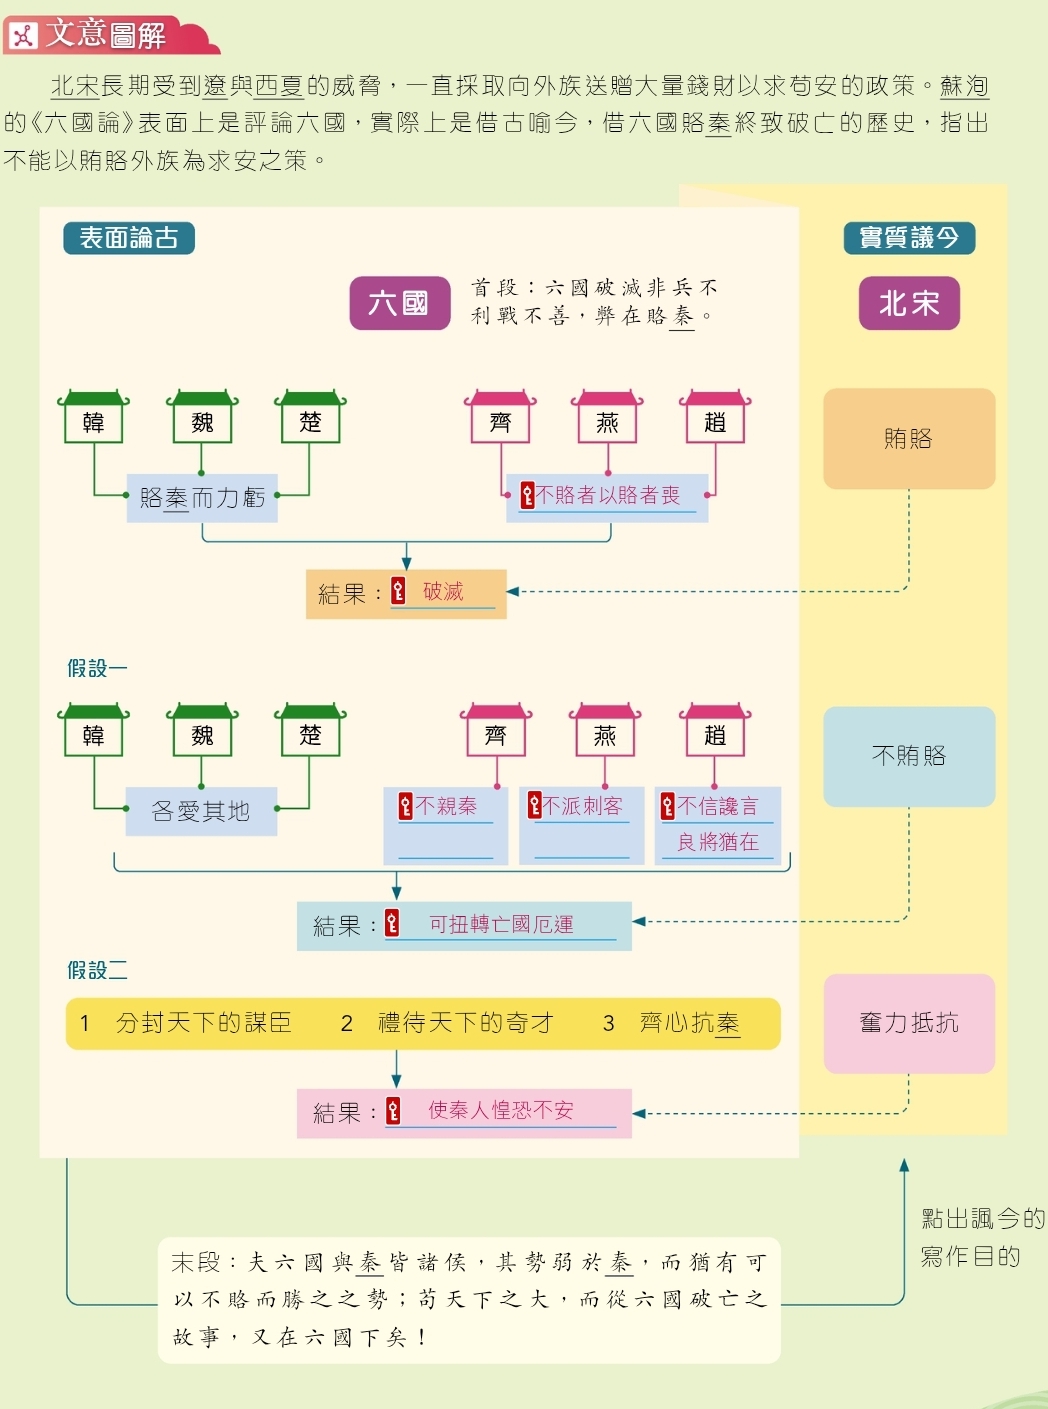 文意圖解
北宋長期受到遼與西夏的威脅，一直採取向外族送贈大量錢財以求苟安的政策。蘇洵
的《六國論》表面上是評論六國，實際上是借古喻今，借六國賂秦終致破亡的歷史，指出
不能以賄賂外族為求安之策。
表面論古
實質議今
六國
首段：六國破滅非兵不
利戰不善，弊在賂秦。
北宋
韓 魏 楚 齊 燕 趙
賄賂
賂秦而力虧
不賂者以賂者喪
結果：破滅
假設一
韓 魏 楚 齊 燕 趙
不賄賂
各愛其地
不親秦
不派刺客
不信讒言
良將猶在
結果：可扭轉亡國厄運
假設二
1 分封天下的謀臣 2 禮待天下的奇才 3 齊心抗秦
奮力抵抗
結果：使秦人惶恐不安
點出諷今的
寫作目的
末段：夫六國與秦皆諸侯，其勢弱於秦，而猶有可
以不賂而勝之之勢；苟天下之大，而從六國破亡之
故事，又在六國下矣！